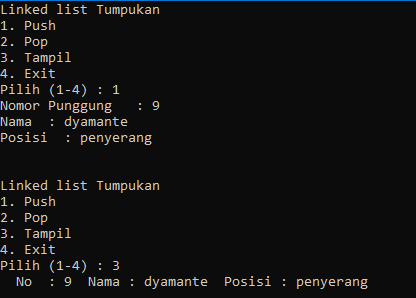 Linked list Tumpukan
1. Push
2. Pop
3. Tampil
4. Exit
Pilih (1-4) : 1
Nomor Punggung   : 9
Nama  : dyamante
Posisi  : penyerang
Linked list Tumpukan
1. Push
2. Pop
3. Tampil
4. Exit
Pilih (1-4) : 3
  No  : 9  Nama : dyamante  Posisi : penyerang